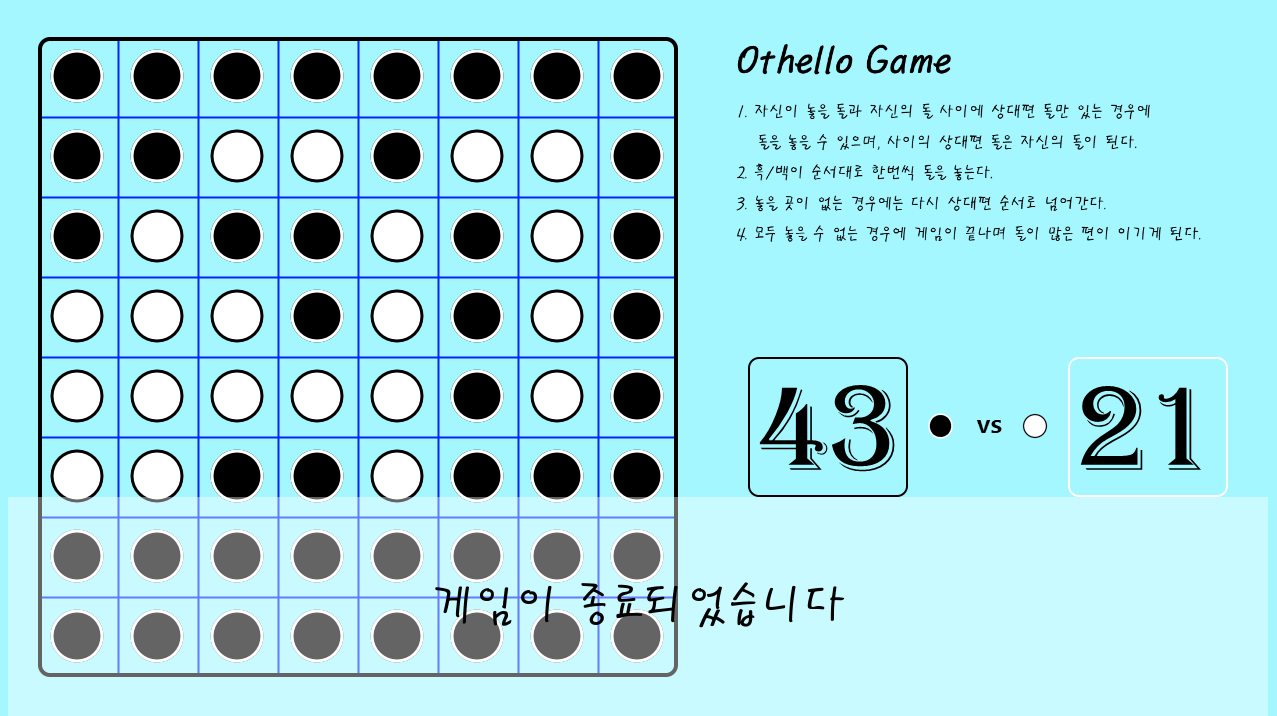 Othello Game
1. 자신이 놓을 돌과 자신의 돌 사이에 상대편 돌만 있는 경우에
돌을 놓을 수 있으며, 사이의 상대편 돌은 자신의 돌이 된다.
2. 흑/백이 순서대로 한번씩 돌을 놓는다.
3. 놓을 곳이 없는 경우에는 다시 상대편 순서로 넘어간다.
4. 모두 놓을 수 없는 경우에 게임이 끝나며 돌이 많은 편이 이기게 된다.
43 vs 21
게임이 종료되었습니다